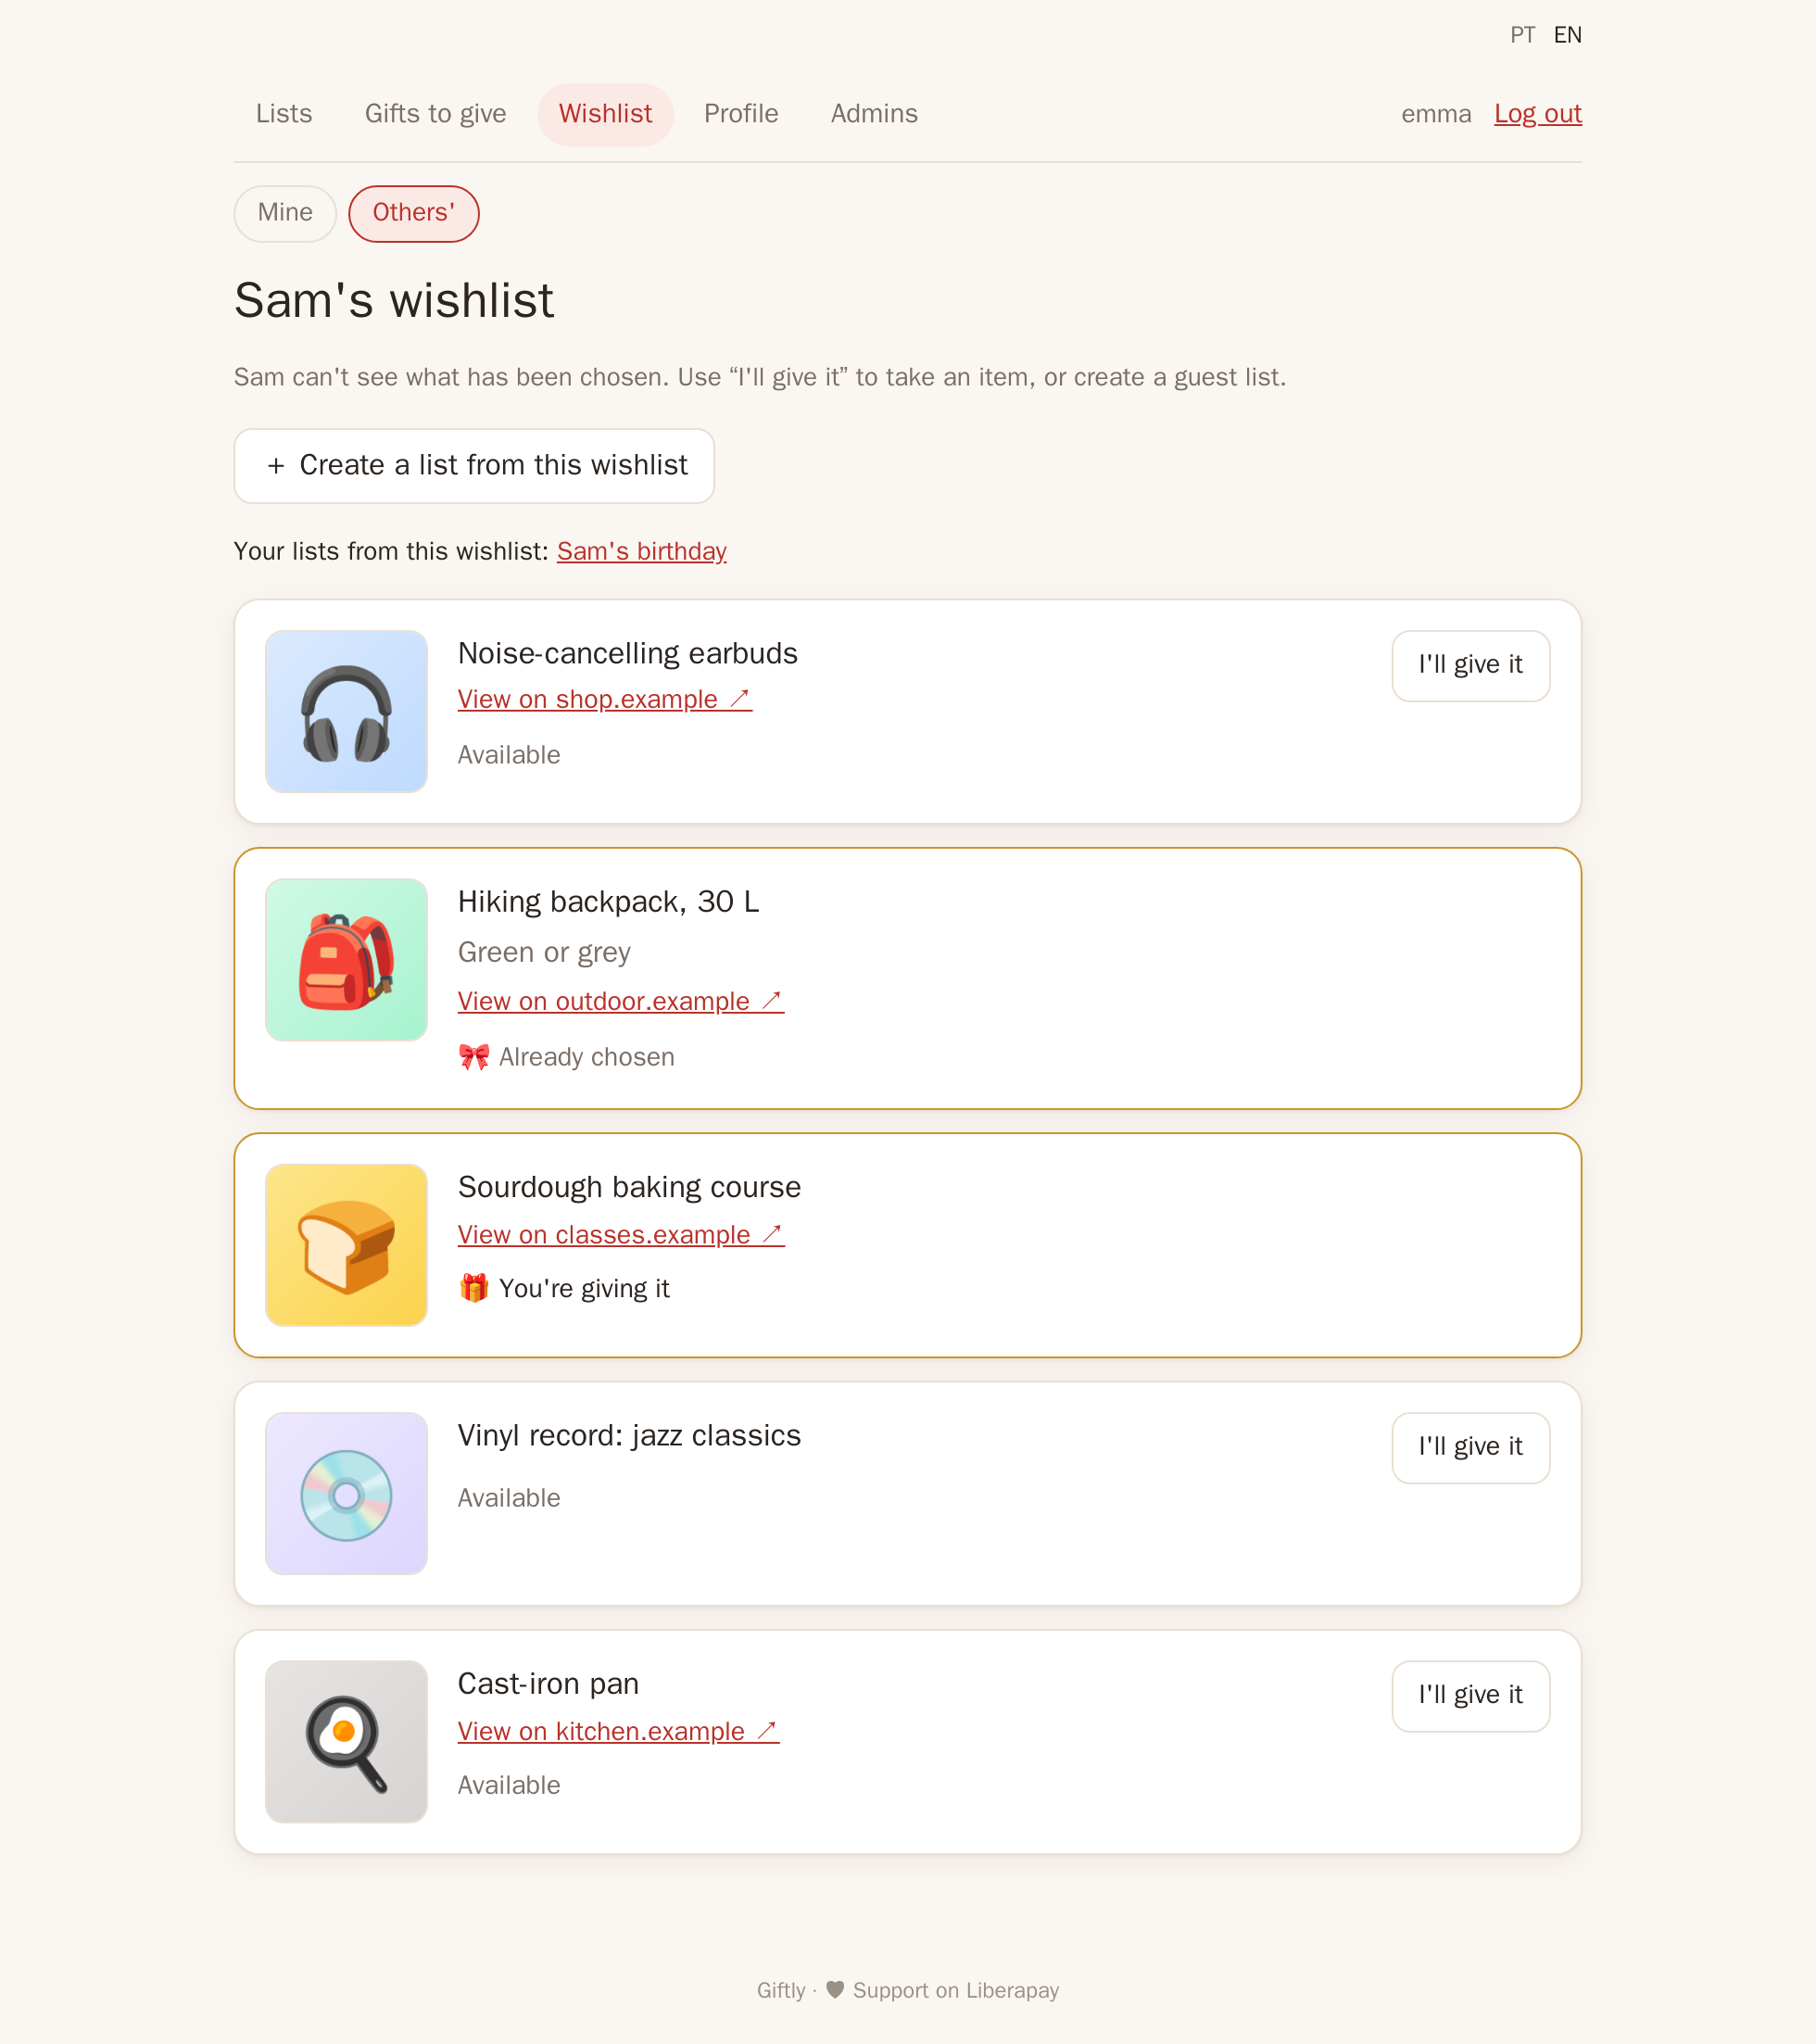 PT EN
Lists Gifts to give Wishlist Profile Admins emma Log out
Mine Others'
Sam's wishlist
Sam can't see what has been chosen. Use “I'll give it” to take an item, or create a guest list.
+ Create a list from this wishlist
Your lists from this wishlist: Sam's birthday
Noise-cancelling earbuds
I'll give it
View on shop.example ↗
Available
Hiking backpack, 30 L
Green or grey
View on outdoor.example ↗
🎀 Already chosen
Sourdough baking course
View on classes.example ↗
🎁 You're giving it
Vinyl record: jazz classics
I'll give it
Available
Cast-iron pan
I'll give it
View on kitchen.example ↗
Available
Giftly · ♥ Support on Liberapay